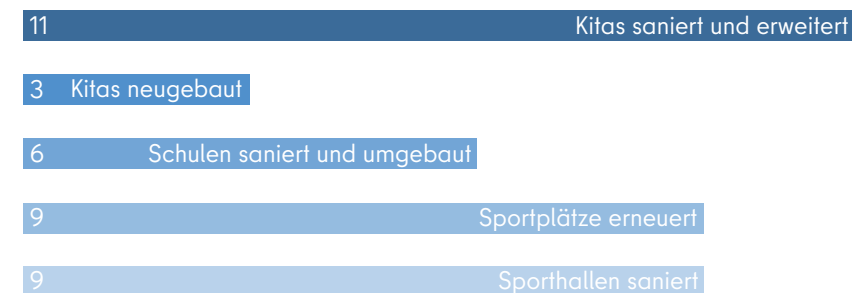 11 Kitas saniert und erweitert
3 Kitas neugebaut
6 Schulen saniert und umgebaut
9 Sportplätze erneuert
9 Sporthallen saniert